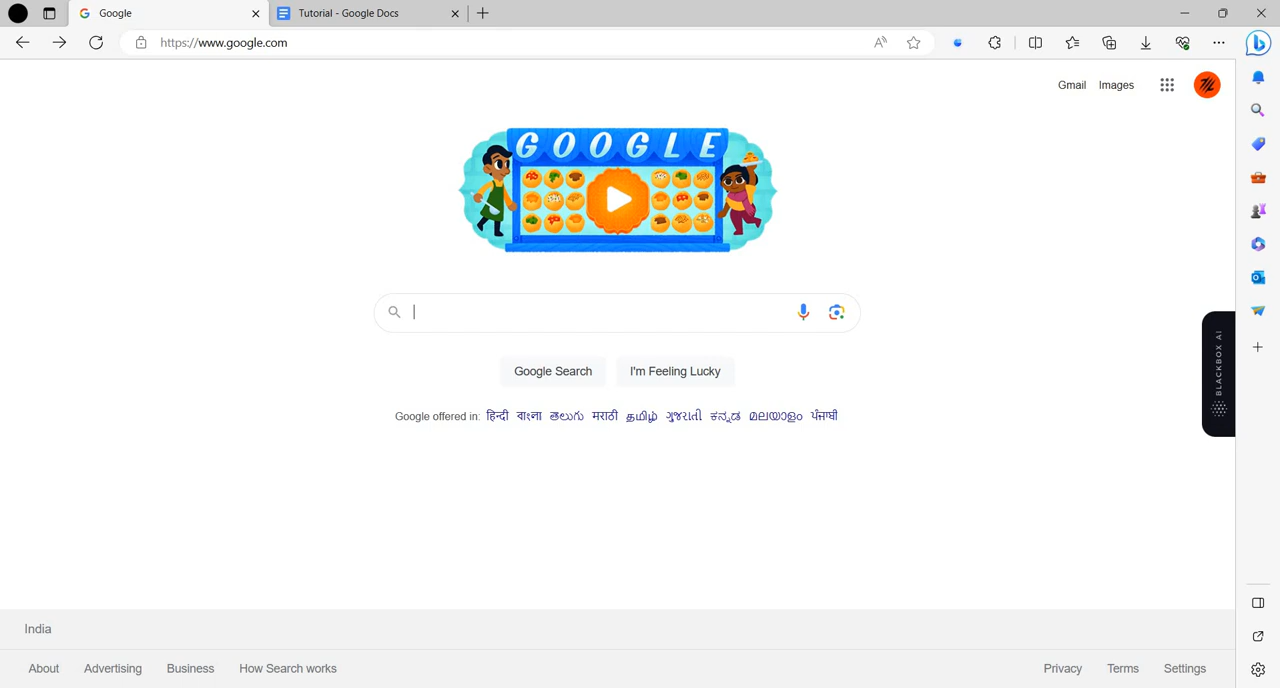 Google
Tutorial - Google Docs
https://www.google.com
Gmail Images
GOOGLE
Google Search
I'm Feeling Lucky
Google offered in: हिन्दी বাংলা తెలుగు मराठी தமிழ் ગુજરાતી ಕನ್ನಡ മലയാളം ਪੰਜਾਬੀ
BLACKBOX AI
India
About Advertising Business How Search works
Privacy Terms Settings